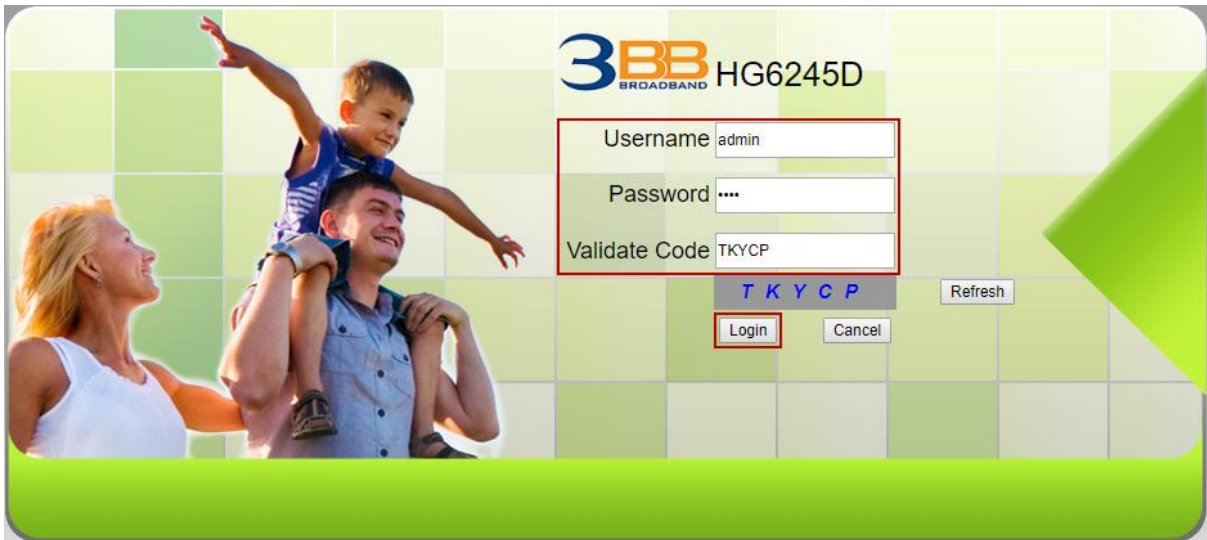 3BB BROADBAND HG6245D
Username admin
Password ••••
Validate Code TKYCP
T K Y C P Refresh
Login Cancel